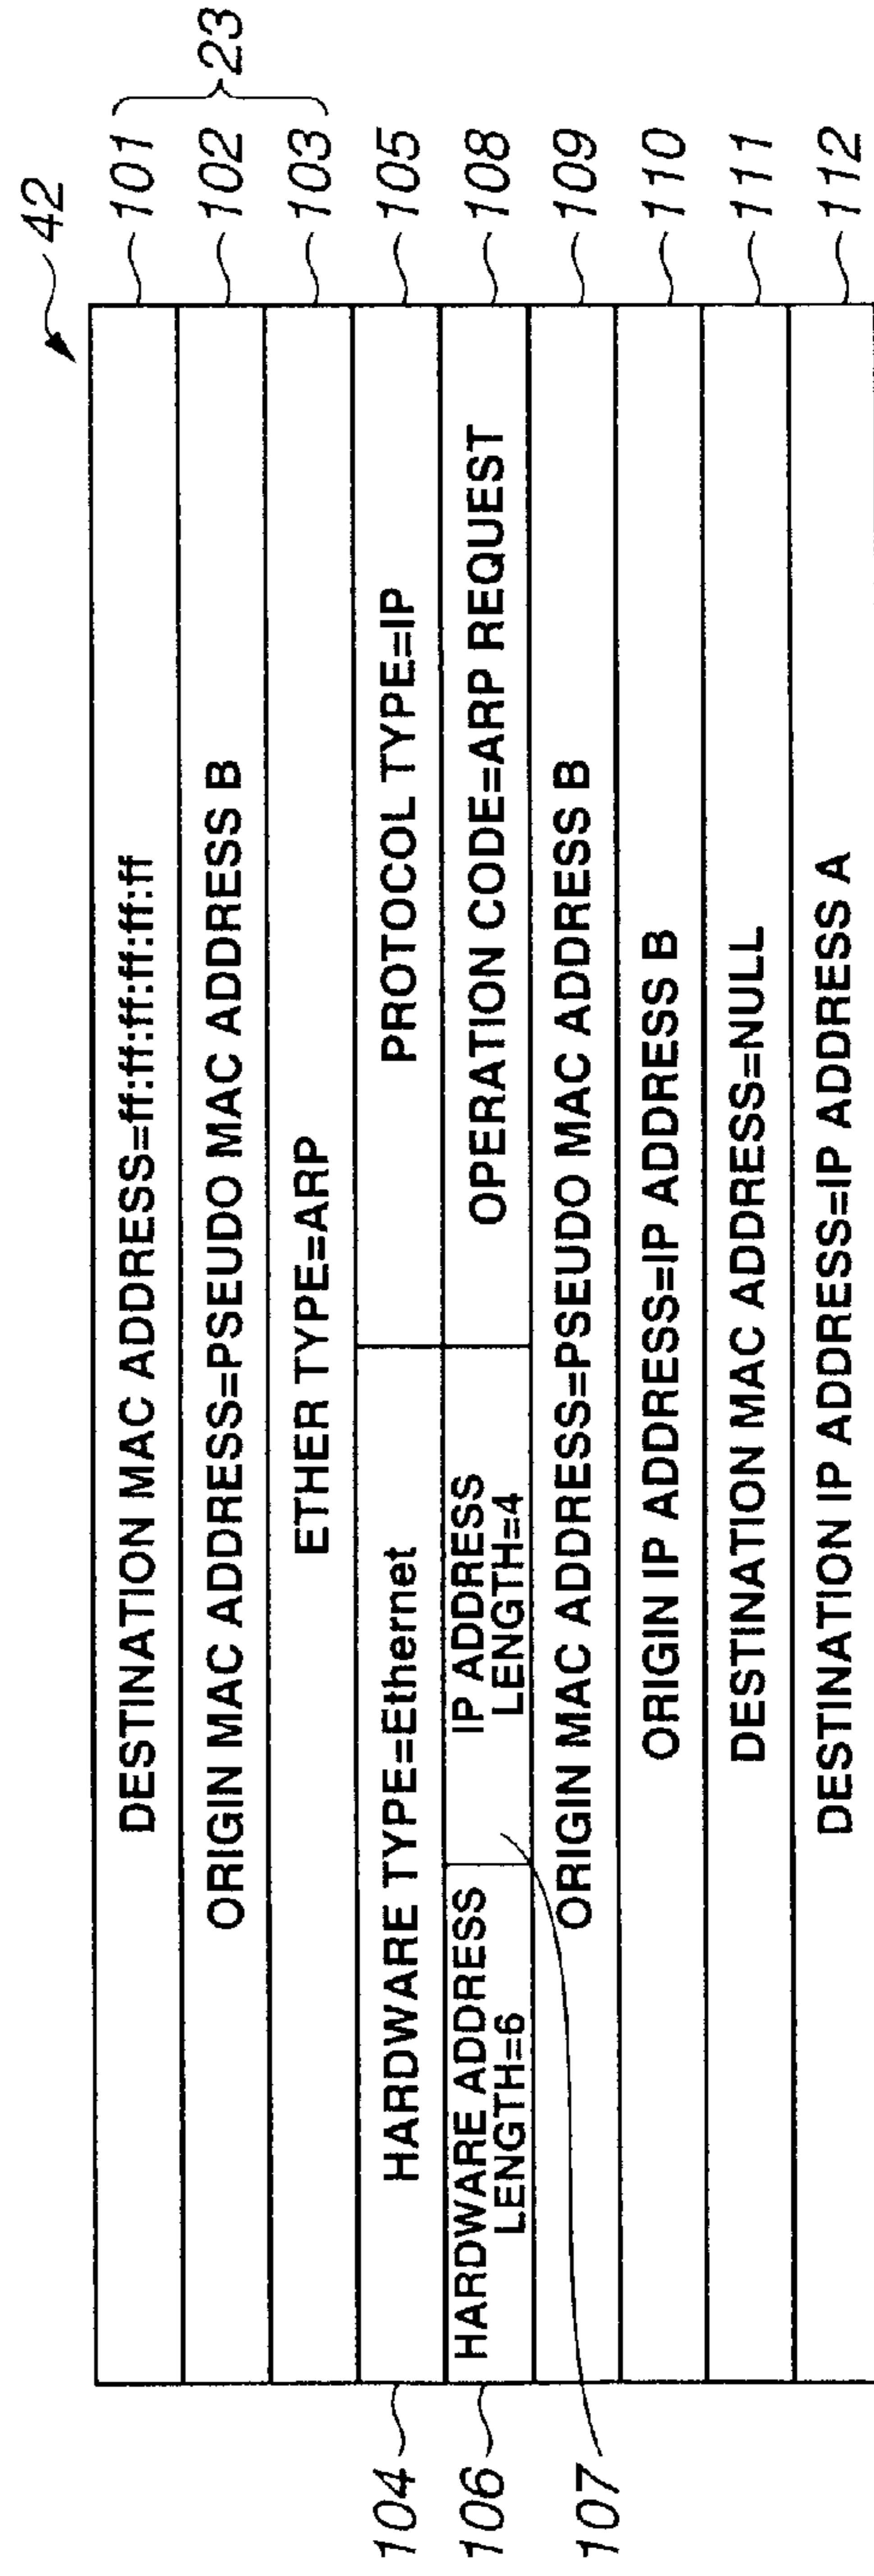 42
DESTINATION MAC ADDRESS=ff:ff:ff:ff:ff:ff
101
ORIGIN MAC ADDRESS=PSEUDO MAC ADDRESS B
102
23
ETHER TYPE=ARP
103
104
HARDWARE TYPE=Ethernet
PROTOCOL TYPE=IP
105
106
HARDWARE ADDRESS
LENGTH=6
IP ADDRESS
LENGTH=4
OPERATION CODE=ARP REQUEST
108
107
ORIGIN MAC ADDRESS=PSEUDO MAC ADDRESS B
109
ORIGIN IP ADDRESS=IP ADDRESS B
110
DESTINATION MAC ADDRESS=NULL
111
DESTINATION IP ADDRESS=IP ADDRESS A
112